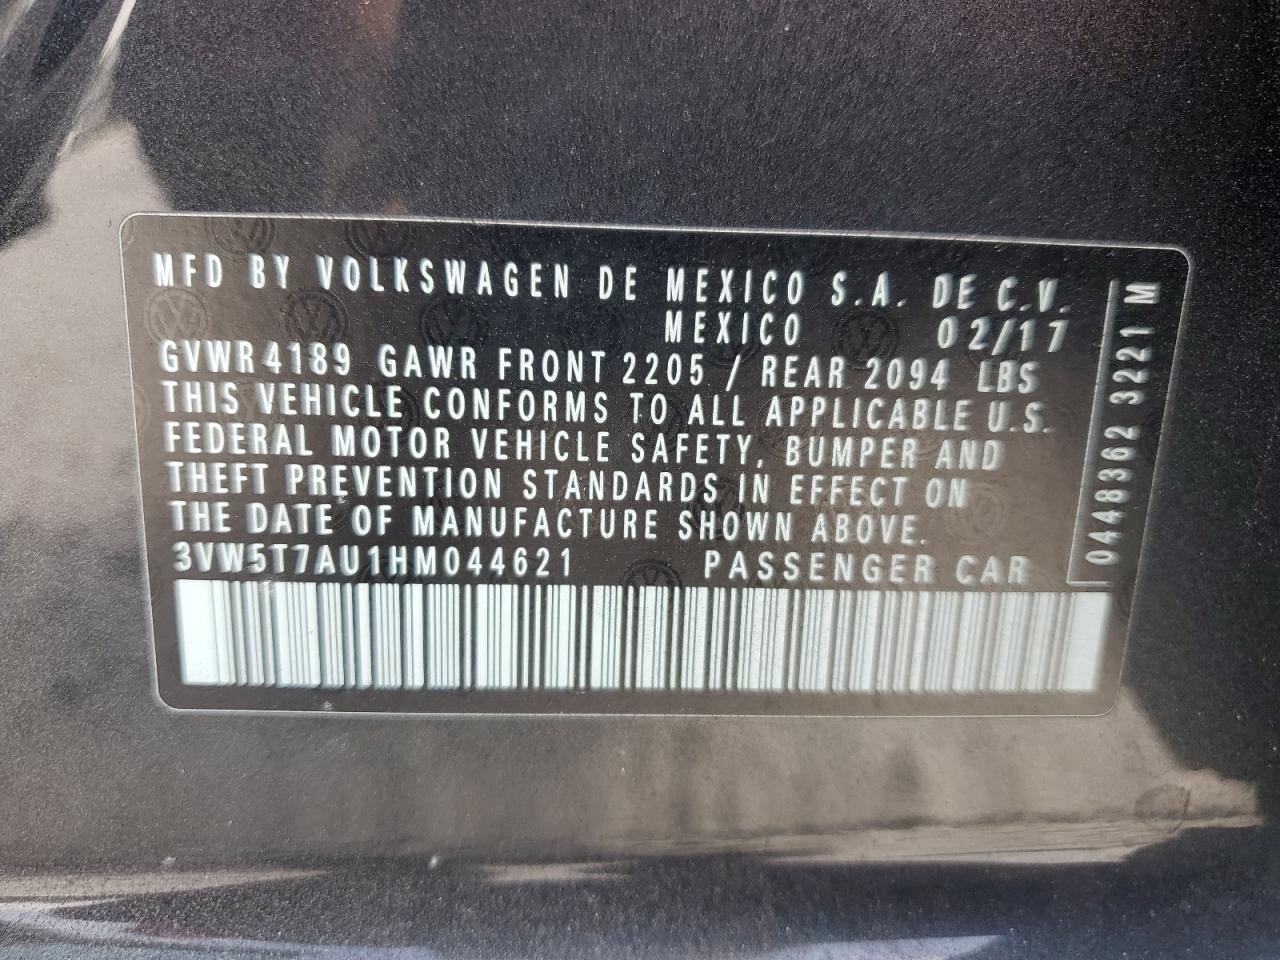 MFD BY VOLKSWAGEN DE MEXICO S.A. DE C.V.
MEXICO 02/17
GVWR 4189 GAWR FRONT 2205 / REAR 2094 LBS
THIS VEHICLE CONFORMS TO ALL APPLICABLE U.S.
FEDERAL MOTOR VEHICLE SAFETY, BUMPER AND
THEFT PREVENTION STANDARDS IN EFFECT ON
THE DATE OF MANUFACTURE SHOWN ABOVE.
3VW5T7AU1HM044621 PASSENGER CAR
0448362 3221 M